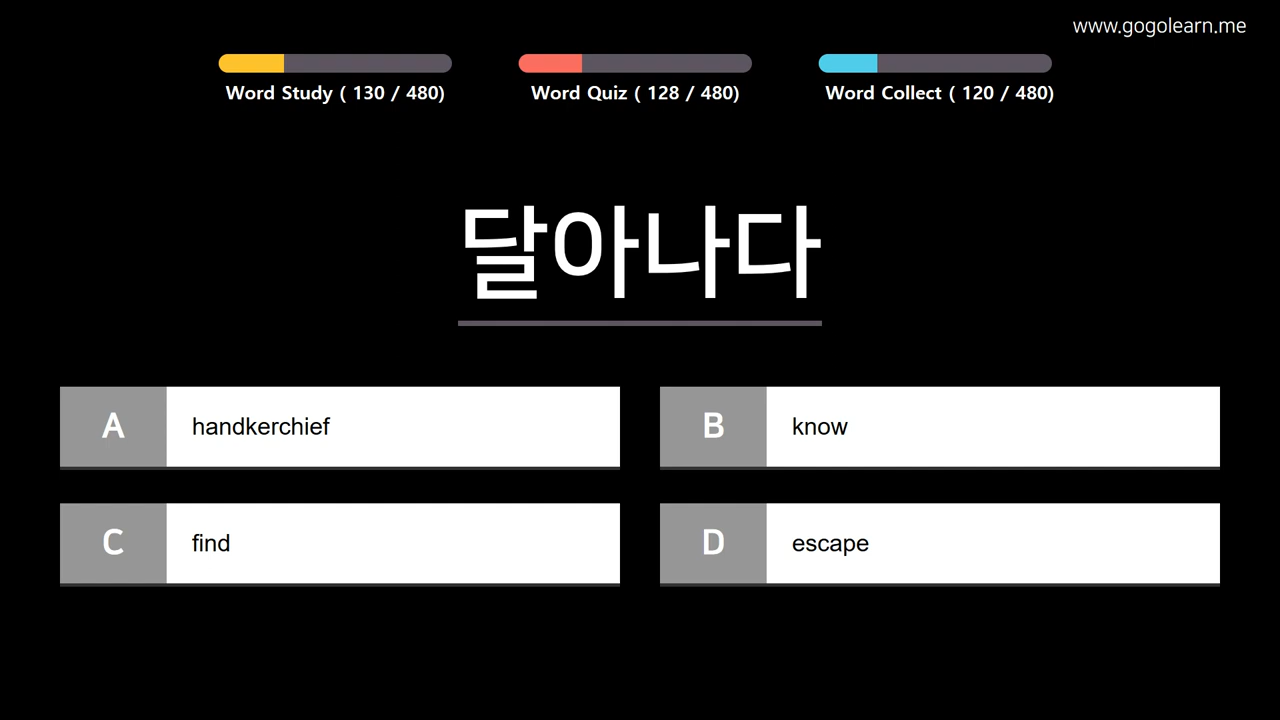 www.gogolearn.me
Word Study ( 130 / 480)
Word Quiz ( 128 / 480)
Word Collect ( 120 / 480)
달아나다
A handkerchief
B know
C find
D escape